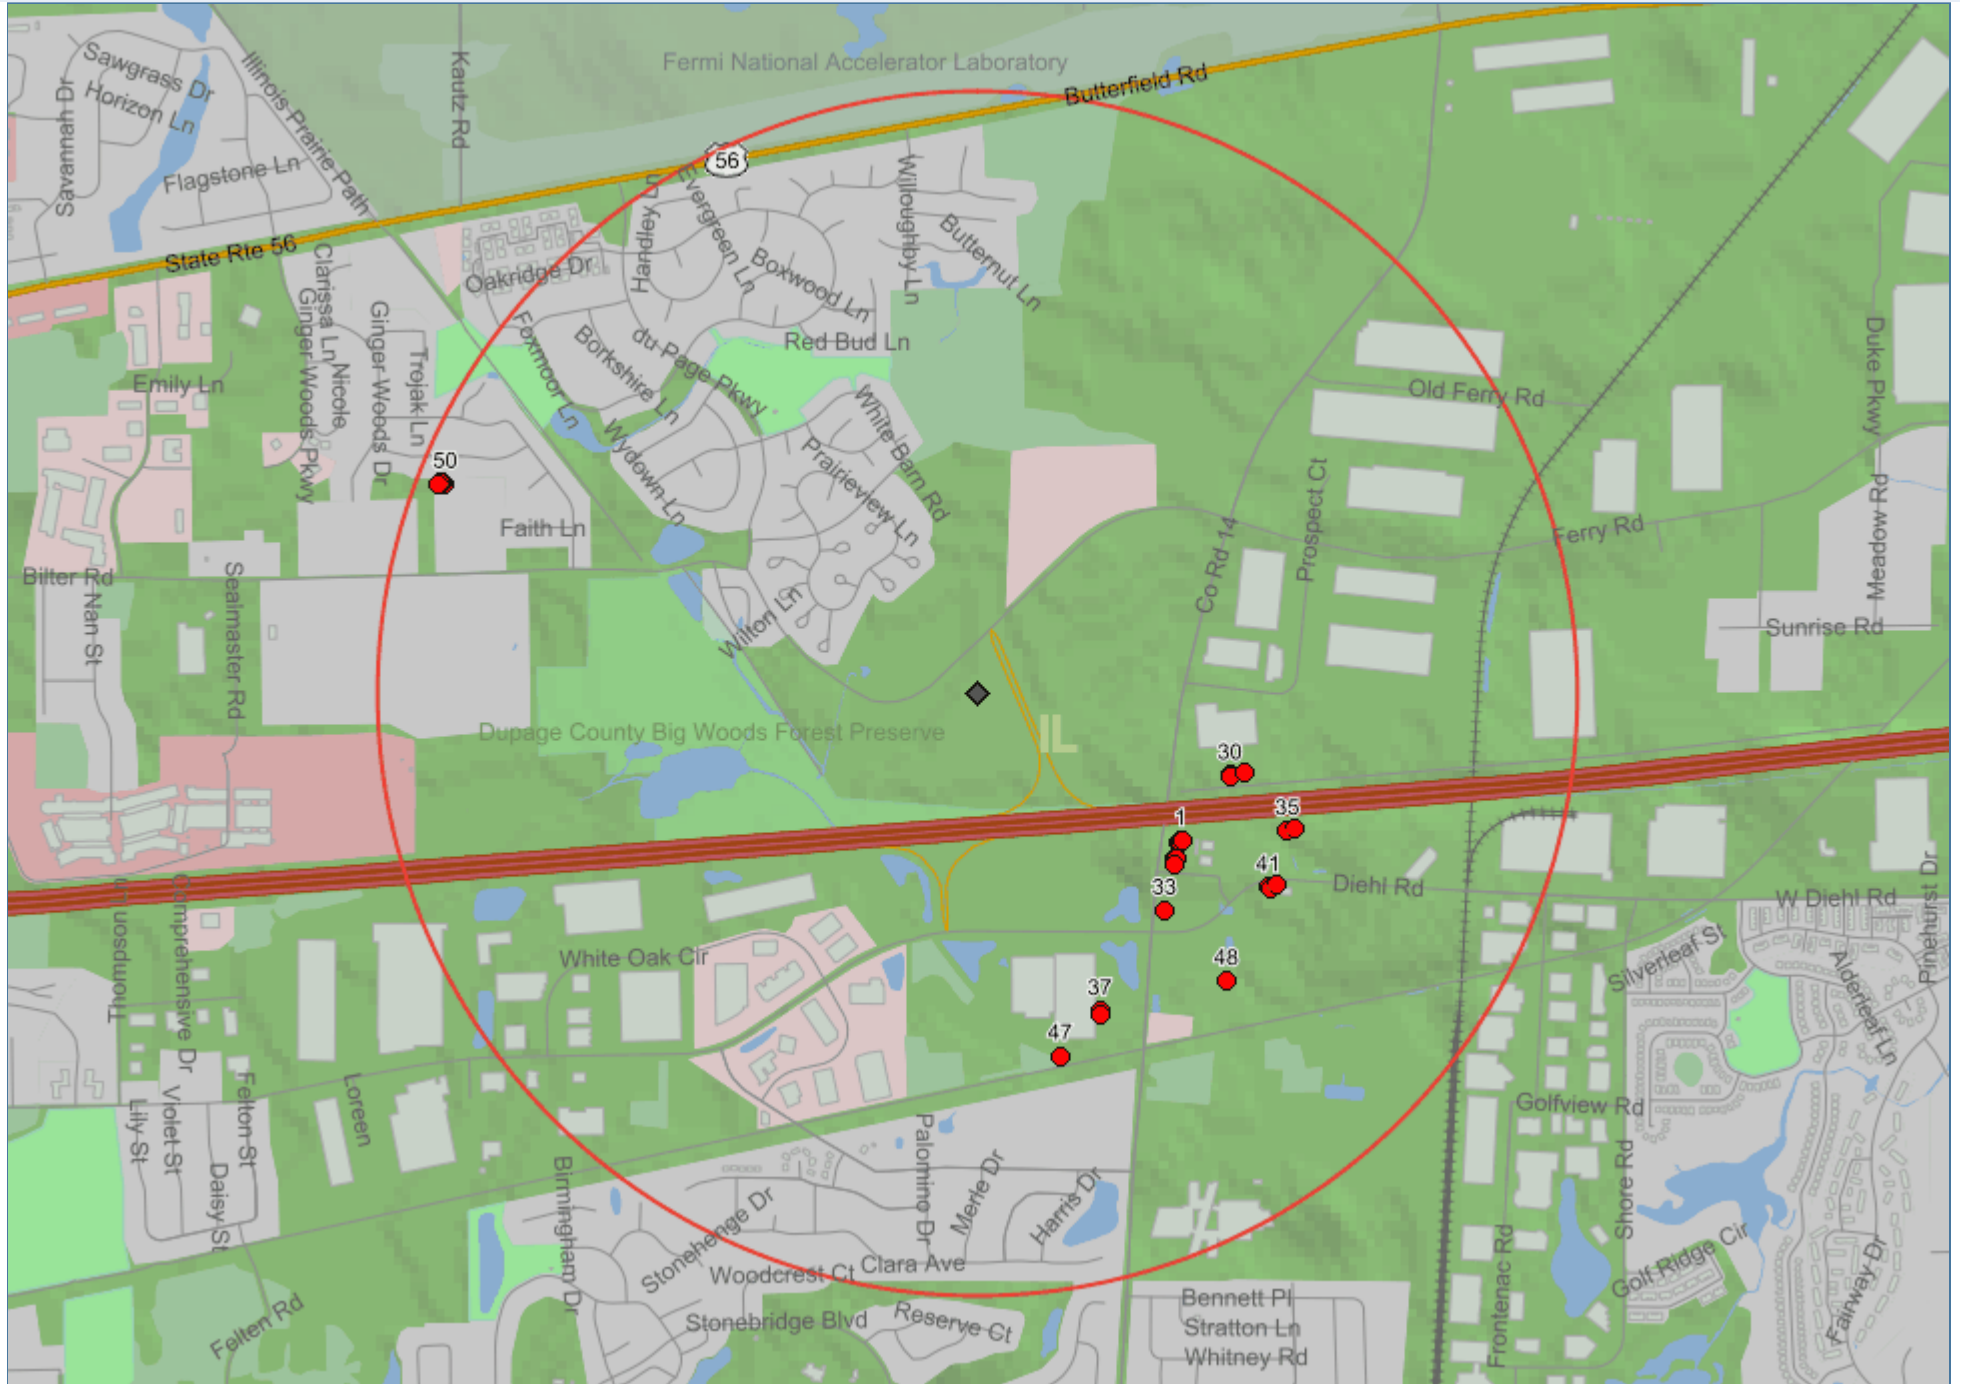 Fermi National Accelerator Laboratory
Butterfield Rd
56
State Rte 56
Sawgrass Dr
Horizon Ln
Savannah Dr
Flagstone Ln
Illinois Prairie Path
Kautz Rd
Handley Ln
Evergreen Ln
Willoughby Ln
Butternut Ln
Boxwood Ln
Oakridge Dr
Clarissa Ln
Ginger Woods Pkwy
Nicole
Ginger Woods Dr
Trojak Ln
Foxmoor Ln
Borkshire Ln
du Page Pkwy
Red Bud Ln
White Barn Rd
Emily Ln
Wydown Ln
Prairieview Ln
50
Faith Ln
Old Ferry Rd
Duke Pkwy
Prospect Ct
Co Rd 14
Ferry Rd
Meadow Rd
Bilter Rd
Nan St
Sealmaster Rd
Wilton Ln
Sunrise Rd
Dupage County Big Woods Forest Preserve
IL
30
1
35
41
33
Diehl Rd
W Diehl Rd
Pinehurst Dr
Thompson Ln
Comprehensive Dr
White Oak Cir
48
Silverleaf St
Alderleaf Ln
37
47
Loreen
Felton St
Violet St
Lily St
Daisy St
Golfview Rd
Shore Rd
Palomino Dr
Merle Dr
Harris Dr
Birmingham Dr
Stonehenge Dr
Woodcrest Ct
Clara Ave
Golf Ridge Cir
Fairway Dr
Frontenac Rd
Felten Rd
Stonebridge Blvd
Reserve Ct
Bennett Pl
Stratton Ln
Whitney Rd